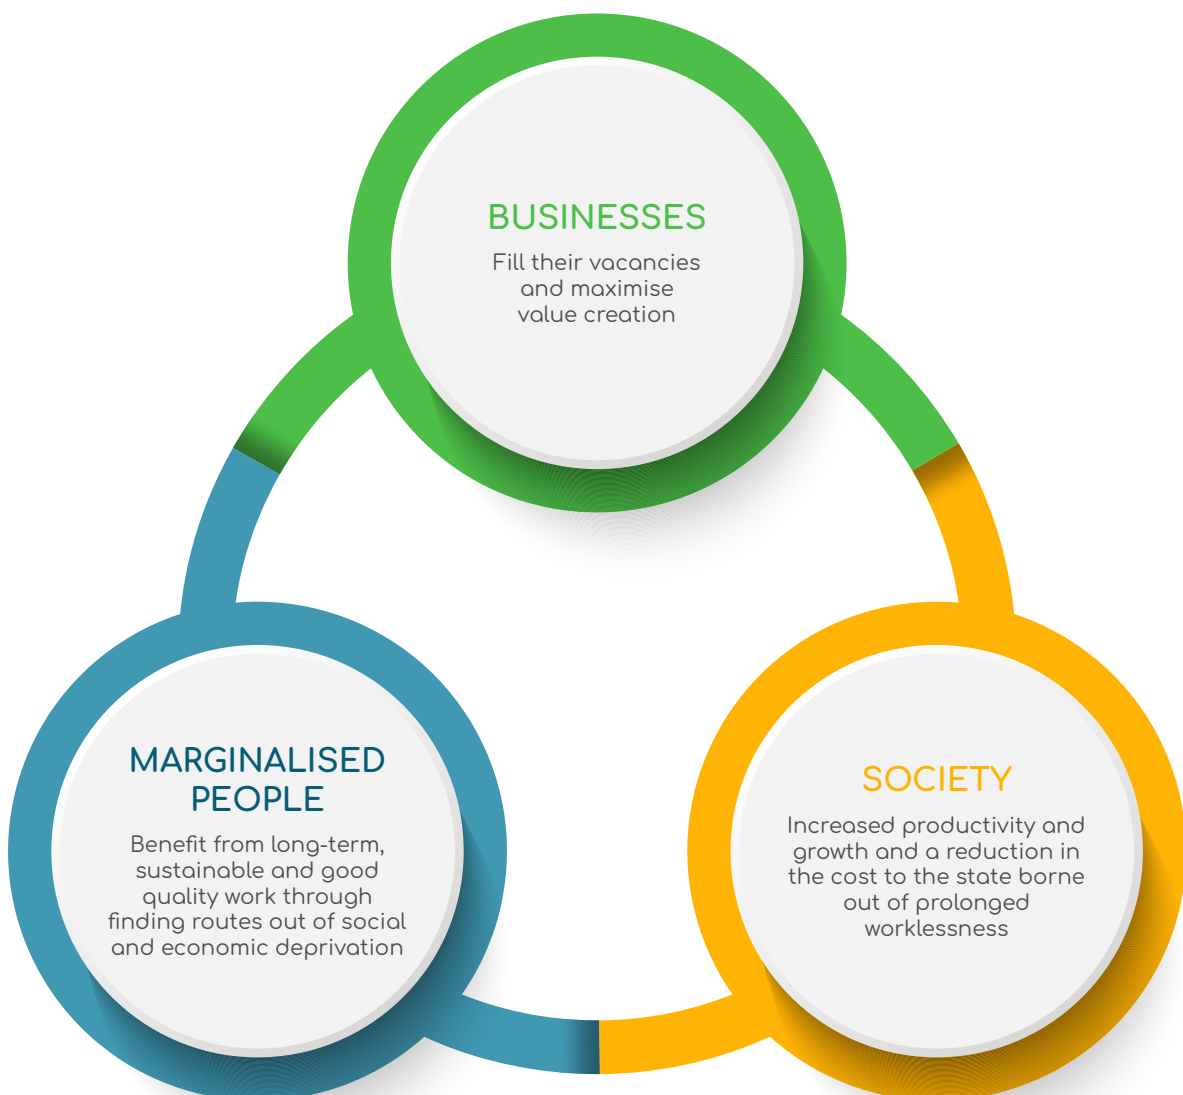 BUSINESSES
Fill their vacancies
and maximise
value creation
MARGINALISED
PEOPLE
Benefit from long-term,
sustainable and good
quality work through
finding routes out of social
and economic deprivation
SOCIETY
Increased productivity and
growth and a reduction in
the cost to the state borne
out of prolonged
worklessness